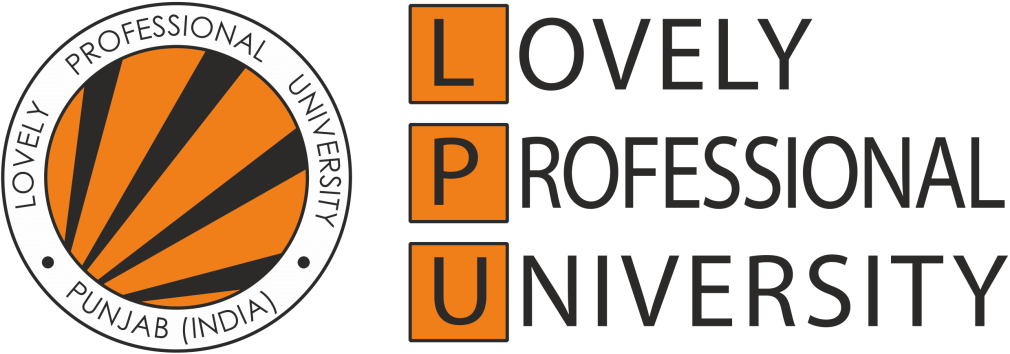 LOVELY PROFESSIONAL UNIVERSITY
PUNJAB (INDIA)
LOVELY
PROFESSIONAL
UNIVERSITY